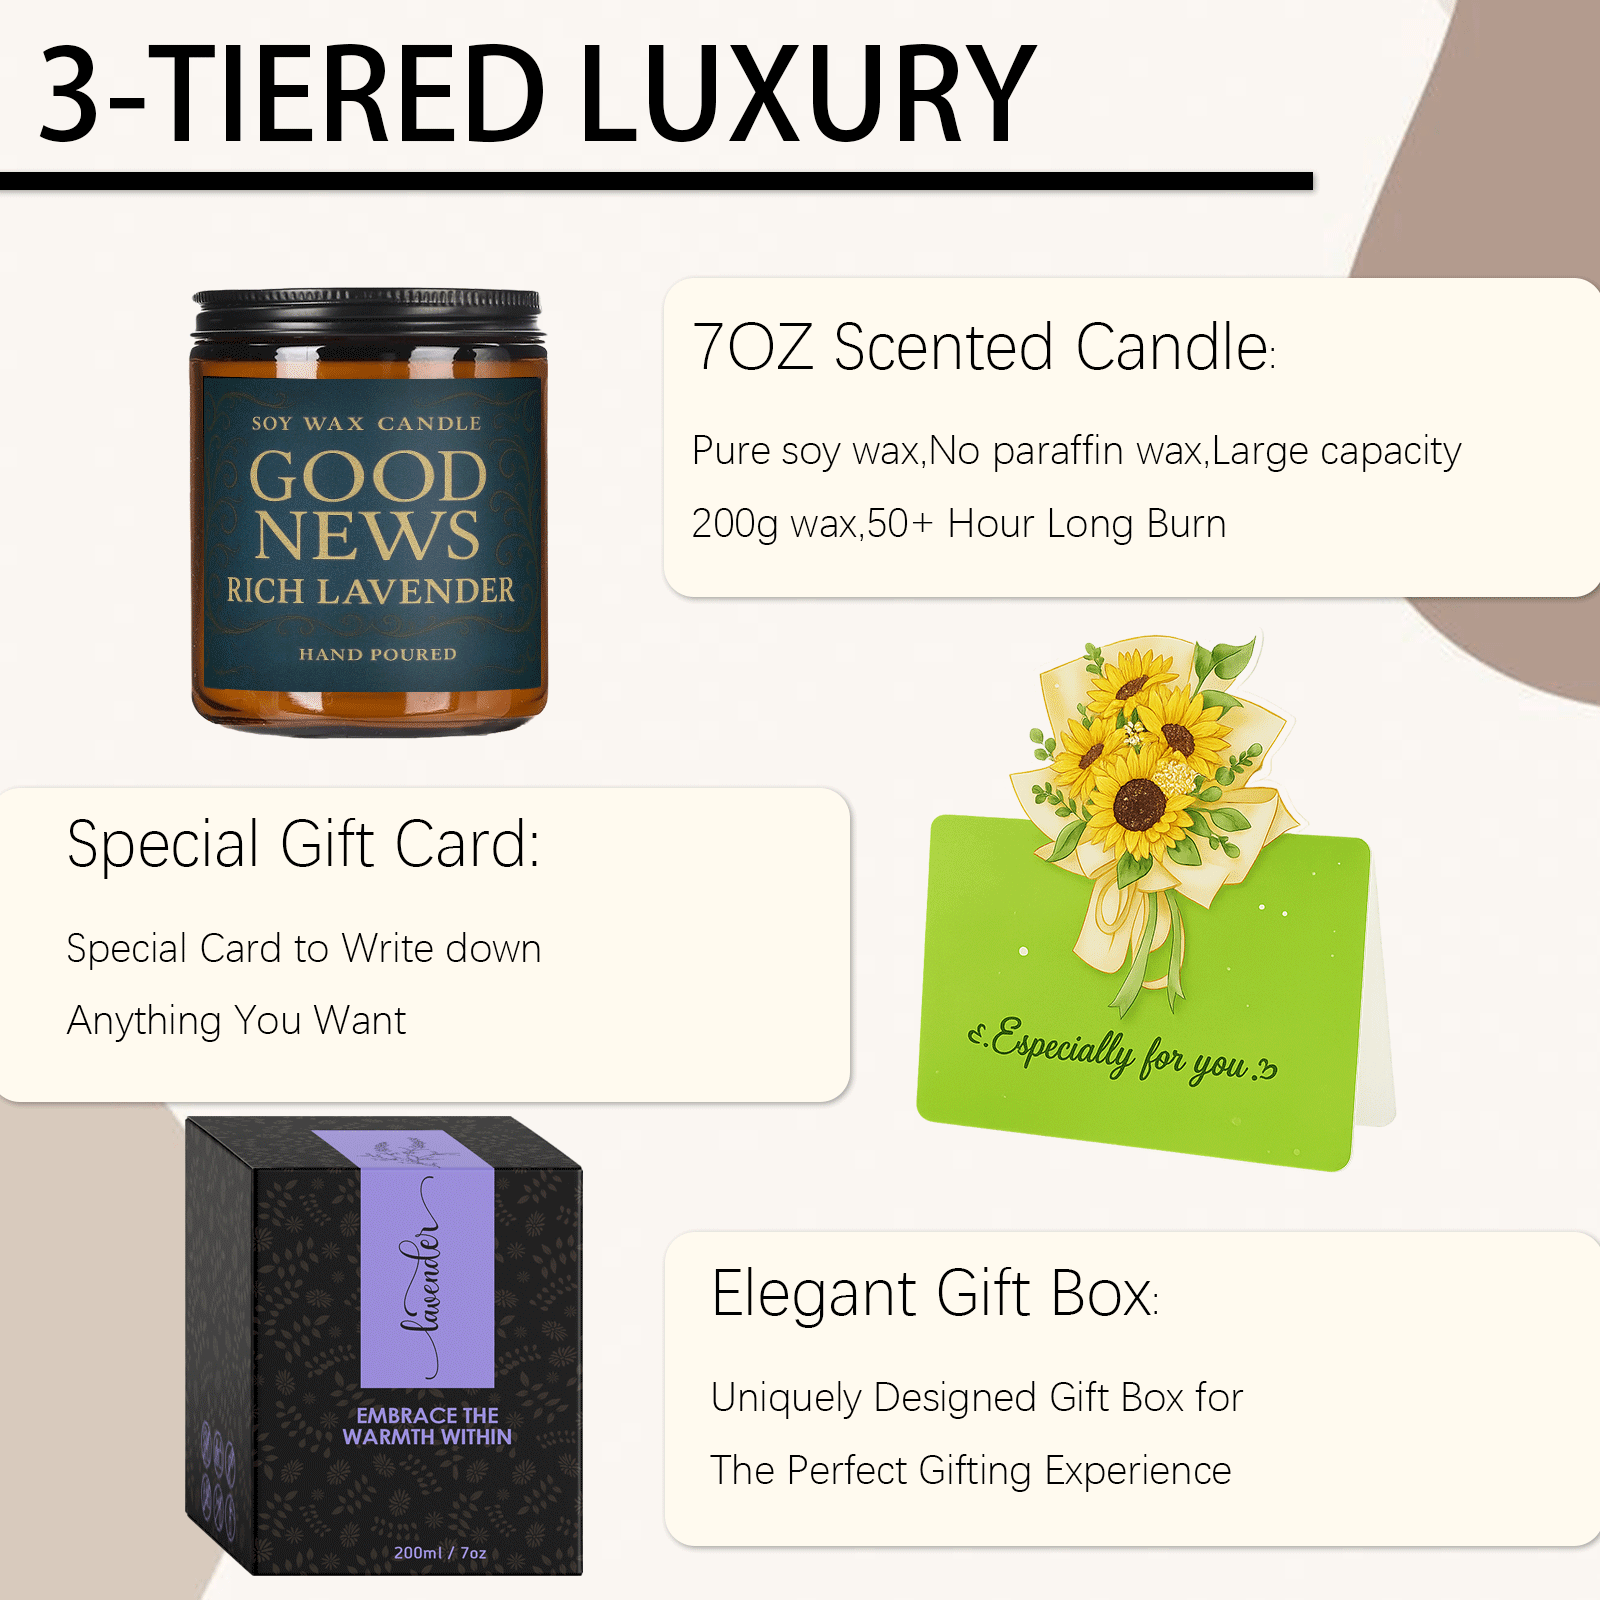 3-TIERED LUXURY
SOY WAX CANDLE
GOOD
NEWS
RICH LAVENDER
HAND POURED
7OZ Scented Candle:
Pure soy wax,No paraffin wax,Large capacity
200g wax,50+ Hour Long Burn
Special Gift Card:
Special Card to Write down
Anything You Want
Especially for you
lavender
EMBRACE THE
WARMTH WITHIN
200ml / 7oz
Elegant Gift Box:
Uniquely Designed Gift Box for
The Perfect Gifting Experience